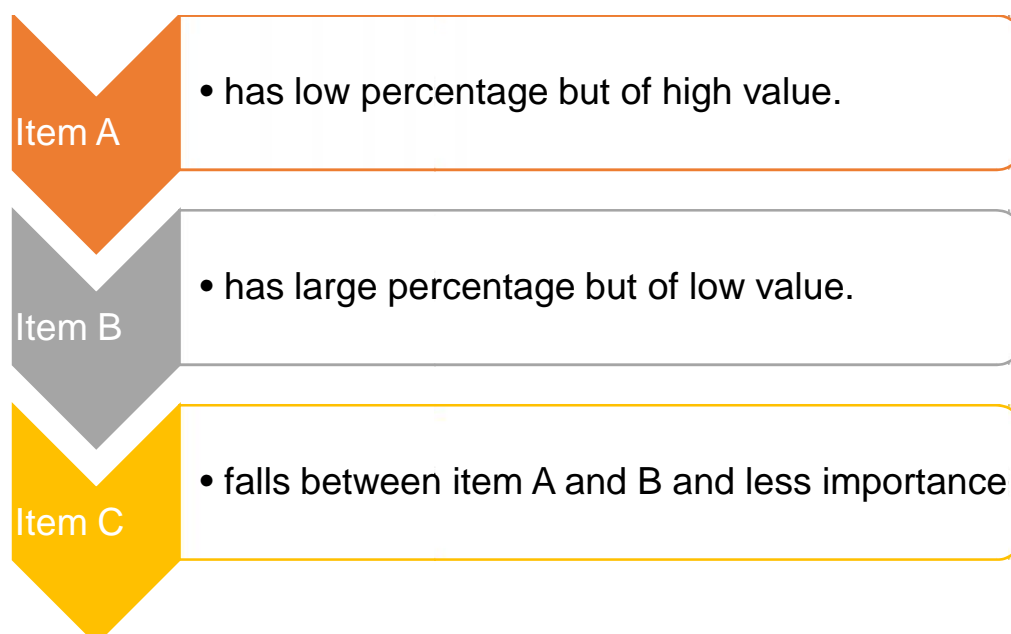 Item A
• has low percentage but of high value.
Item B
• has large percentage but of low value.
Item C
• falls between item A and B and less importance